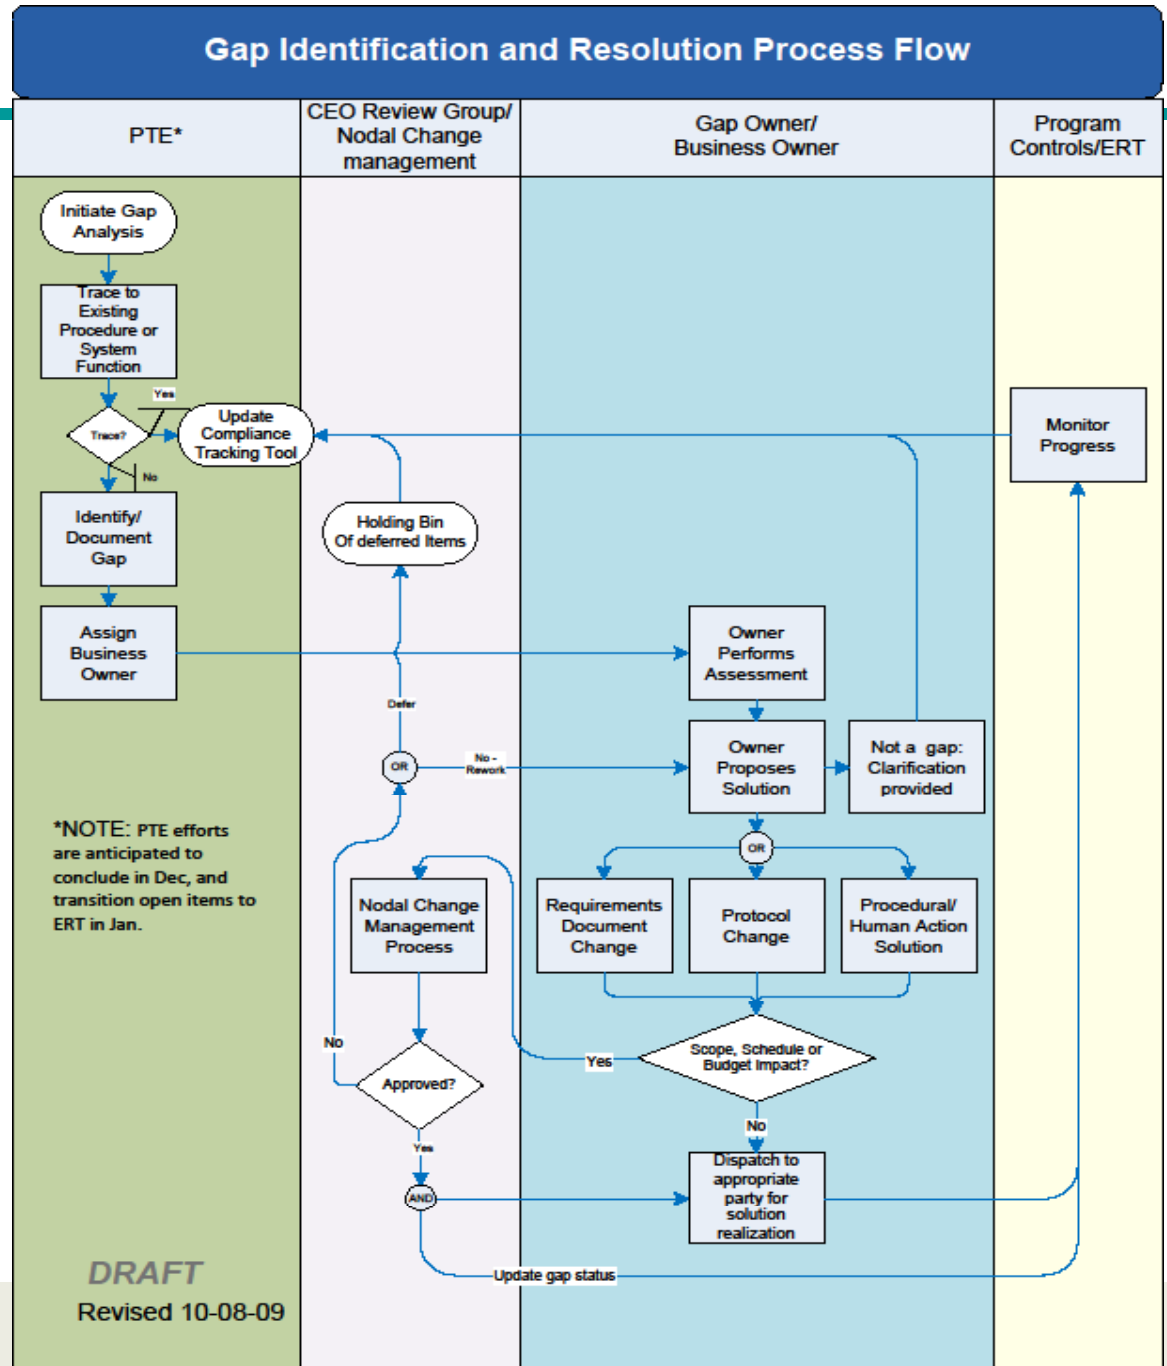 Gap Identification and Resolution Process Flow
PTE*
CEO Review Group/
Nodal Change
management
Gap Owner/
Business Owner
Program
Controls/ERT
Initiate Gap
Analysis
Trace to
Existing
Procedure or
System
Function
Yes
Trace?
Update
Compliance
Tracking Tool
Monitor
Progress
No
Identify/
Document
Gap
Holding Bin
Of deferred Items
Assign
Business
Owner
Owner
Performs
Assessment
Defer
OR
No -
Rework
Owner
Proposes
Solution
Not a gap:
Clarification
provided
*NOTE: PTE efforts
are anticipated to
conclude in Dec, and
transition open items to
ERT in Jan.
OR
Nodal Change
Management
Process
Requirements
Document
Change
Protocol
Change
Procedural/
Human Action
Solution
No
Approved?
Yes
Scope, Schedule or
Budget Impact?
Yes
No
AND
Dispatch to
appropriate
party for
solution
realization
Update gap status
DRAFT
Revised 10-08-09